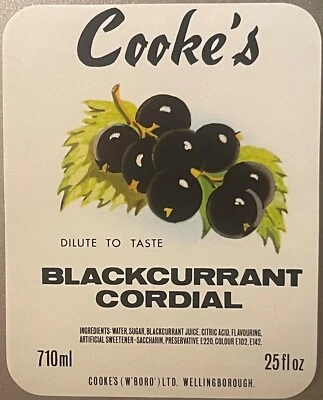 Cooke's
DILUTE TO TASTE
BLACKCURRANT
CORDIAL
INGREDIENTS: WATER, SUGAR, BLACKCURRANT JUICE, CITRIC ACID, FLAVOURING,
ARTIFICIAL SWEETENER-SACCHARIN, PRESERVATIVE E220, COLOUR E102, E142.
710ml 25 fl oz
COOKE'S (W'BORO') LTD. WELLINGBOROUGH.